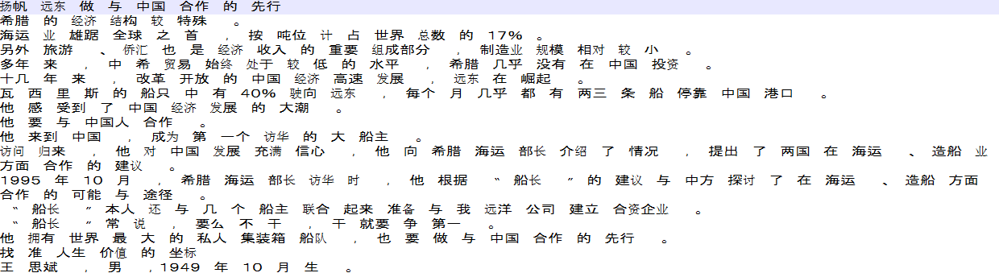 扬帆 远东 做 与 中国 合作 的 先行
希腊 的 经济 结构 较 特殊 。
海运 业 雄踞 全球 之 首 , 按 吨位 计 占 世界 总数 的 17% 。
另外 旅游 、 侨汇 也 是 经济 收入 的 重要 组成部分 , 制造业 规模 相对 较 小 。
多年 来 , 中 希 贸易 始终 处于 较 低 的 水平 , 希腊 几乎 没有 在 中国 投资 。
十几 年 来 , 改革 开放 的 中国 经济 高速 发展 , 远东 在 崛起 。
瓦 西 里 斯 的 船只 中 有 40% 驶向 远东 , 每个 月 几乎 都 有 两三 条 船 停靠 中国 港口 。
他 感 受到 了 中国 经济 发展 的 大潮 。
他 要 与 中国人 合作 。
他 来到 中国 , 成为 第 一个 访华 的 大 船主 。
访问 归来 , 他 对 中国 发展 充满 信心 , 他 向 希腊 海运 部长 介绍 了 情况 , 提出 了 两国 在 海运 、 造船 业
方面 合作 的 建议 。
1995 年 10 月 , 希腊 海运 部长 访华 时 , 他 根据 “ 船长 ” 的 建议 与 中方 探讨 了 在 海运 、 造船 方面
合作 的 可能 与 途径 。
“ 船长 ” 本人 还 与 几 个 船主 联合 起来 准备 与 我 远洋 公司 建立 合资企业 。
“ 船长 ” 常 说 , 要么 不 干 , 干 就要 争 第一 。
他 拥有 世界 最 大 的 私人 集装箱 船队 , 也 要 做 与 中国 合作 的 先行 。
找 准 人生 价值 的 坐标
王 思斌 , 男 , 1949 年 10 月 生 。